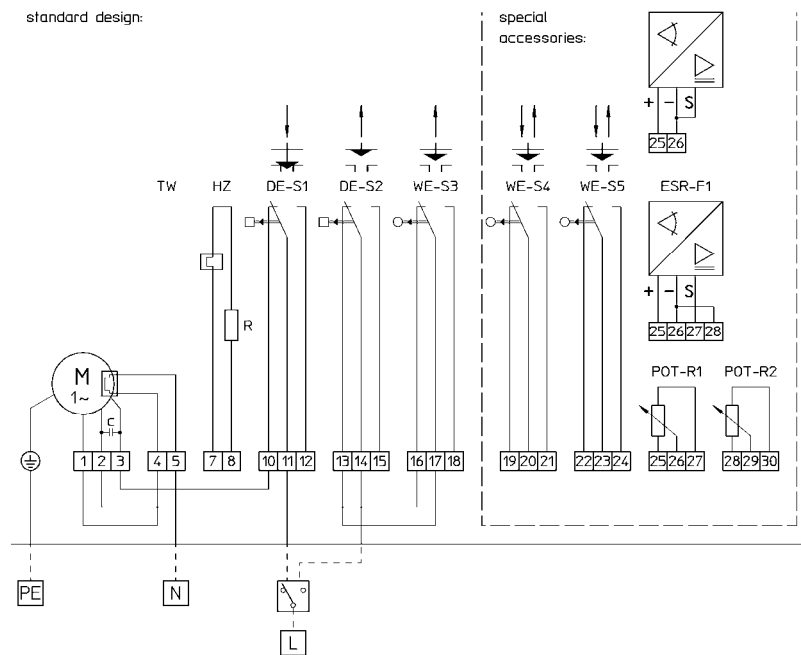 standard design:
special
accessories:
+ - S
25 26
TW HZ DE-S1 DE-S2 WE-S3 WE-S4 WE-S5 ESR-F1
+ - S
25 26 27 28
R
M
1~
C
POT-R1 POT-R2
1 2 3 4 5 7 8 10 11 12 13 14 15 16 17 18 19 20 21 22 23 24 25 26 27 28 29 30
PE N
L